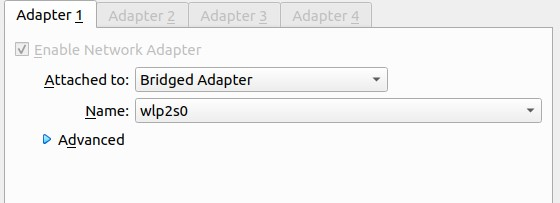 Adapter 1 Adapter 2 Adapter 3 Adapter 4
Enable Network Adapter
Attached to: Bridged Adapter
Name: wlp2s0
Advanced